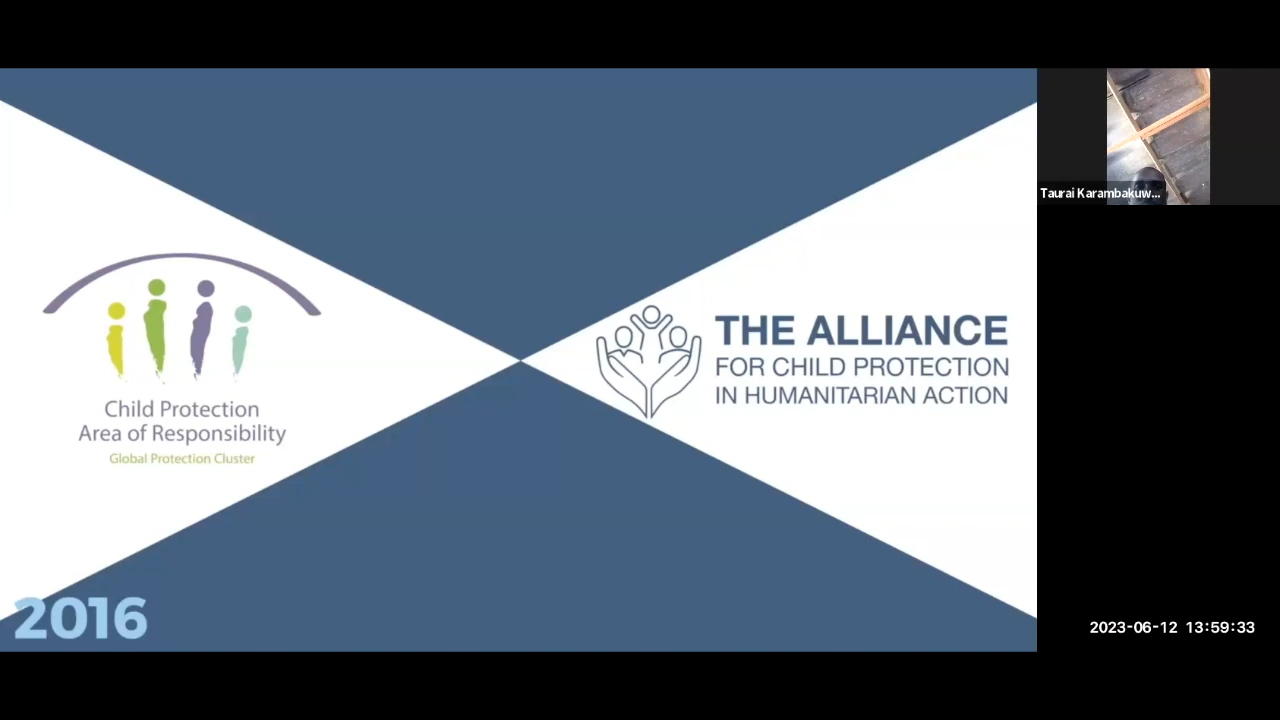 Child Protection
Area of Responsibility
Global Protection Cluster
THE ALLIANCE
FOR CHILD PROTECTION
IN HUMANITARIAN ACTION
2016
Taurai Karambakuw...
2023-06-12 13:59:33